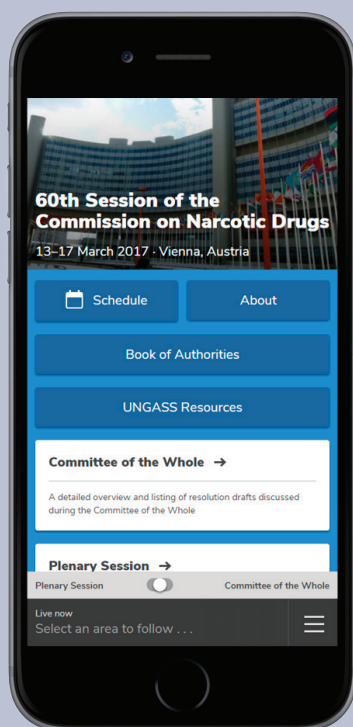 60th Session of the
Commission on Narcotic Drugs
13–17 March 2017 · Vienna, Austria
Schedule
About
Book of Authorities
UNGASS Resources
Committee of the Whole →
A detailed overview and listing of resolution drafts discussed
during the Committee of the Whole
Plenary Session →
Plenary Session
Committee of the Whole
Live now
Select an area to follow . . .